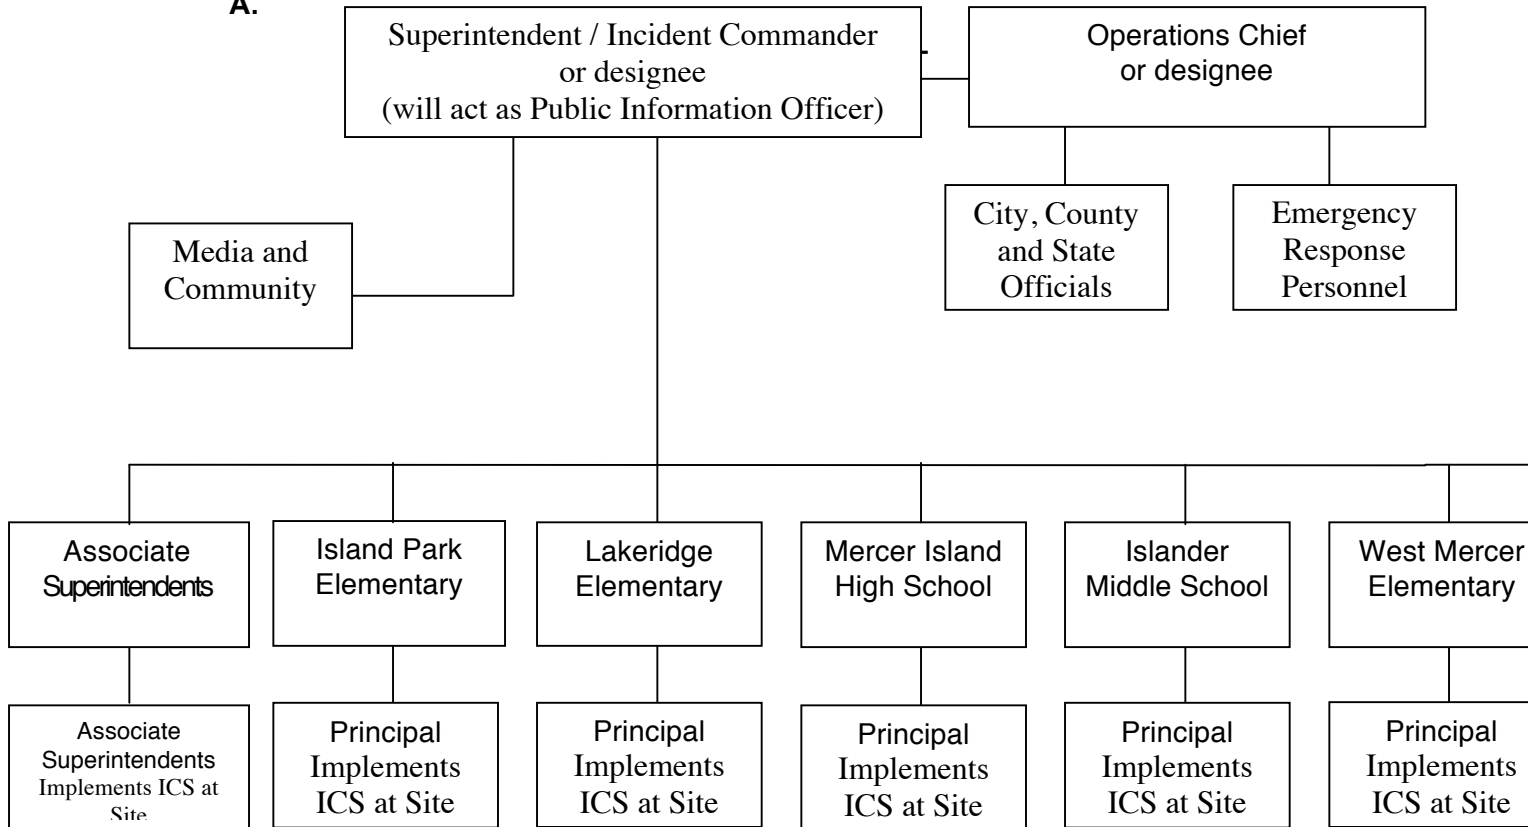 A.
Superintendent / Incident Commander
or designee
(will act as Public Information Officer)
Operations Chief
or designee
City, County
and State
Officials
Emergency
Response
Personnel
Media and
Community
Associate
Superintendents
Island Park
Elementary
Lakeridge
Elementary
Mercer Island
High School
Islander
Middle School
West Mercer
Elementary
Associate
Superintendents
Implements ICS at
Site
Principal
Implements
ICS at Site
Principal
Implements
ICS at Site
Principal
Implements
ICS at Site
Principal
Implements
ICS at Site
Principal
Implements
ICS at Site